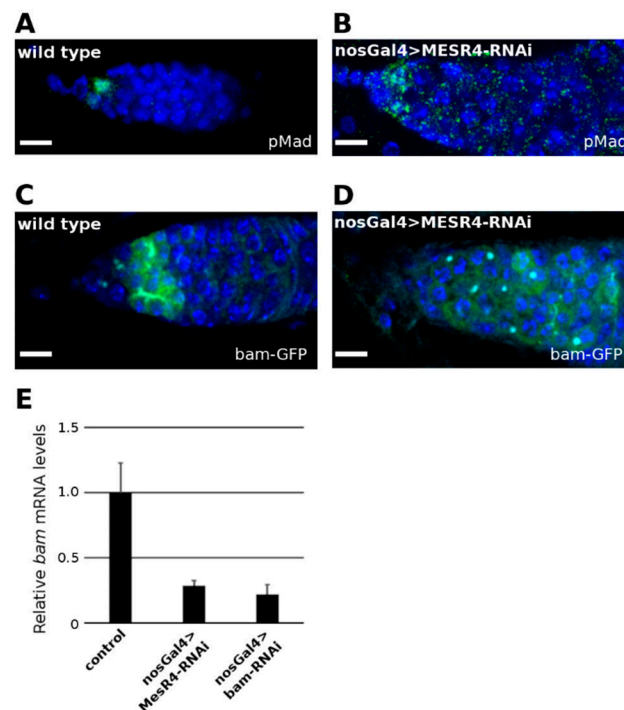 A
wild type
pMad
B
nosGal4>MESR4-RNAi
pMad
C
wild type
bam-GFP
D
nosGal4>MESR4-RNAi
bam-GFP
E
Relative bam mRNA levels
1.5
1.0
0.5
0
control
nosGal4>
MesR4-RNAi
nosGal4>
bam-RNAi